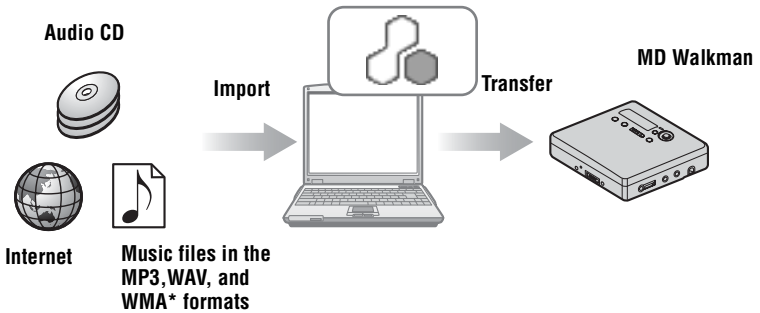 Audio CD
Import
Transfer
MD Walkman
Internet
Music files in the
MP3,WAV, and
WMA* formats